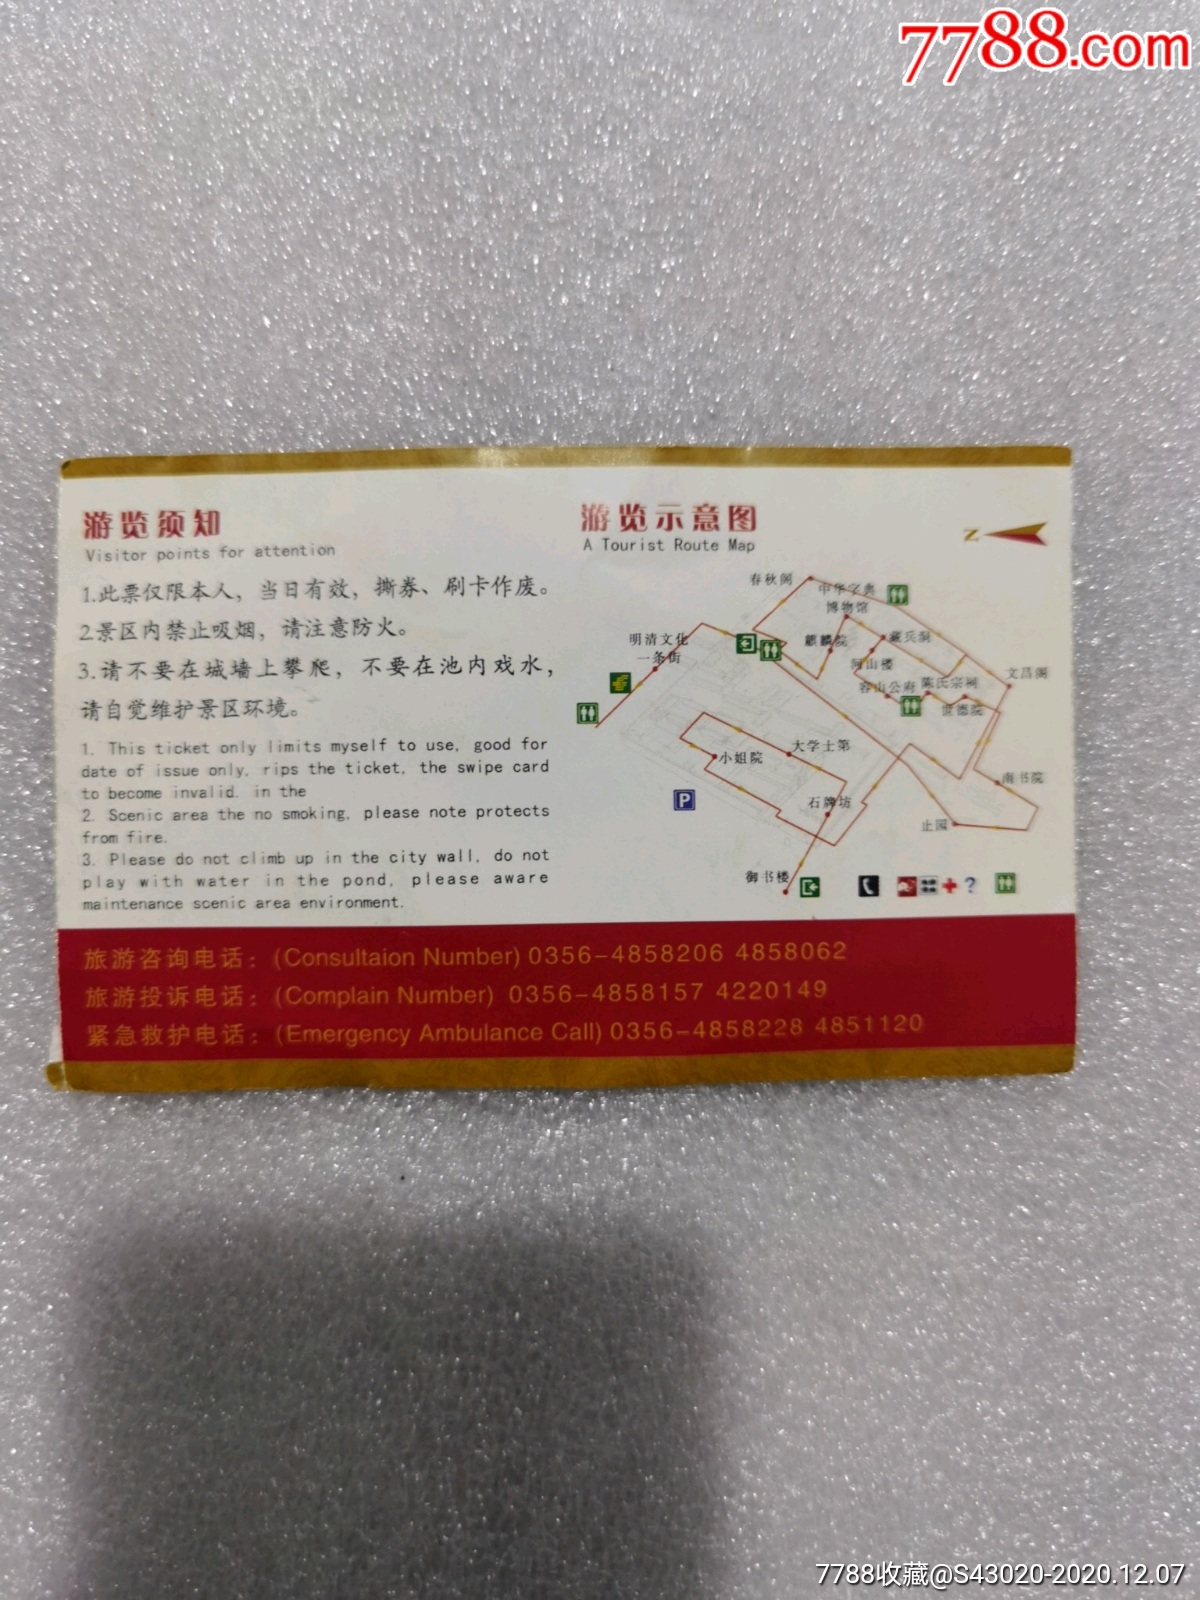 7788.com
游览须知
Visitor points for attention
1.此票仅限本人，当日有效，撕券、刷卡作废。
2.景区内禁止吸烟，请注意防火。
3.请不要在城墙上攀爬，不要在池内戏水，
请自觉维护景区环境。
1. This ticket only limits myself to use, good for
date of issue only, rips the ticket, the swipe card
to become invalid. in the
2. Scenic area the no smoking, please note protects
from fire.
3. Please do not climb up in the city wall, do not
play with water in the pond, please aware
maintenance scenic area environment.
游览示意图
A Tourist Route Map
Z
春秋阁
中华字典
博物馆
明清文化
一条街
麒麟院
藏兵洞
河山楼
容山公府
陈氏宗祠
文昌阁
世德院
大学士第
小姐院
南书院
石牌坊
止园
P
御书楼
?
旅游咨询电话：(Consultaion Number) 0356-4858206 4858062
旅游投诉电话：(Complain Number) 0356-4858157 4220149
紧急救护电话：(Emergency Ambulance Call) 0356-4858228 4851120
7788收藏@S43020-2020.12.07